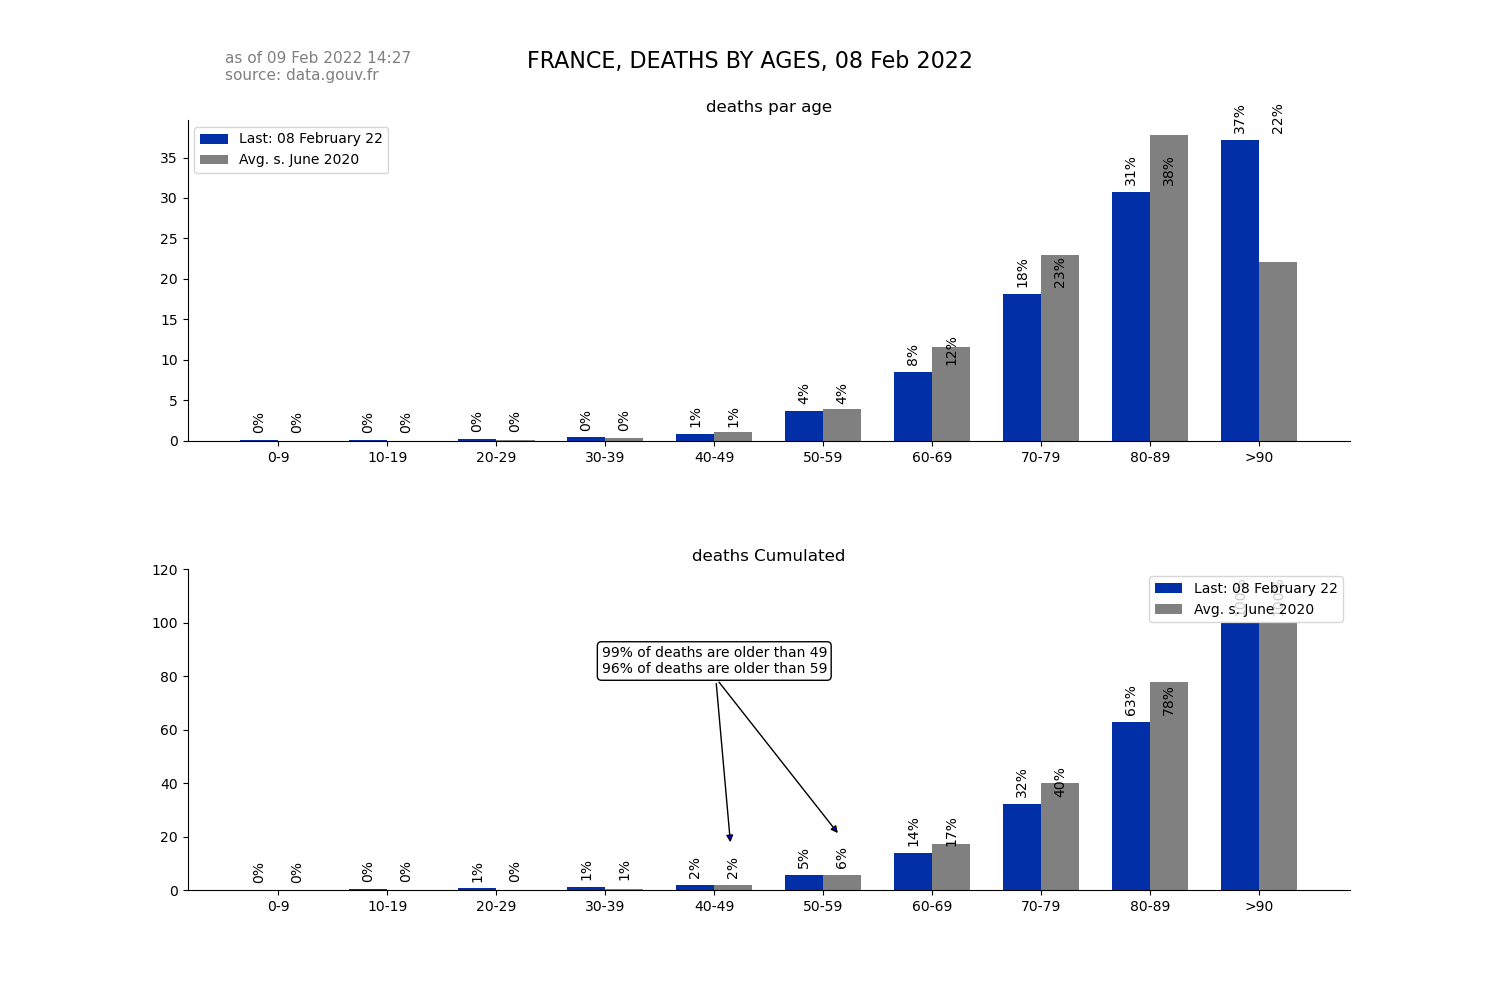 as of 09 Feb 2022 14:27
source: data.gouv.fr
FRANCE, DEATHS BY AGES, 08 Feb 2022
deaths par age
Last: 08 February 22
Avg. s. June 2020
35
30
25
20
15
10
5
0
0% 0% 0% 0% 0% 0% 0% 0% 1% 1% 4% 4% 8% 12% 18% 23% 31% 38% 37% 22%
0-9 10-19 20-29 30-39 40-49 50-59 60-69 70-79 80-89 >90
deaths Cumulated
Last: 08 February 22
Avg. s. June 2020
99% of deaths are older than 49
96% of deaths are older than 59
120
100
80
60
40
20
0
0% 0% 0% 0% 1% 0% 1% 1% 2% 2% 5% 6% 14% 17% 32% 40% 63% 78%
0-9 10-19 20-29 30-39 40-49 50-59 60-69 70-79 80-89 >90